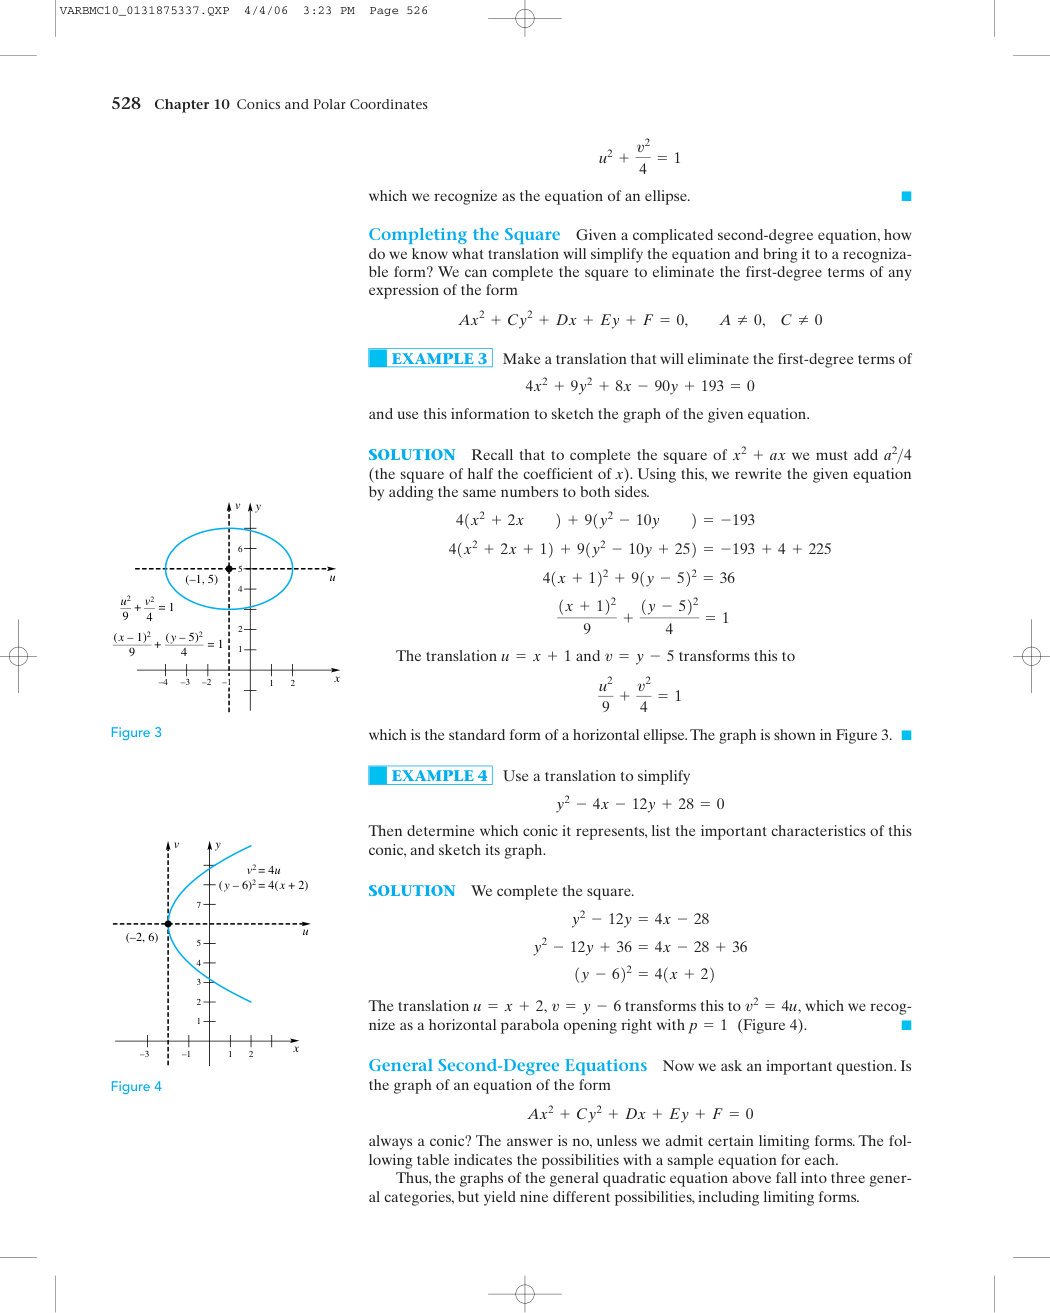 VARBMC10_0131875337.QXP 4/4/06 3:23 PM Page 526
528 Chapter 10 Conics and Polar Coordinates
u² + v²/4 = 1
which we recognize as the equation of an ellipse.
Completing the Square Given a complicated second-degree equation, how
do we know what translation will simplify the equation and bring it to a recogniza-
ble form? We can complete the square to eliminate the first-degree terms of any
expression of the form
Ax² + Cy² + Dx + Ey + F = 0, A ≠ 0, C ≠ 0
EXAMPLE 3 Make a translation that will eliminate the first-degree terms of
4x² + 9y² + 8x − 90y + 193 = 0
and use this information to sketch the graph of the given equation.
SOLUTION Recall that to complete the square of x² + ax we must add a²/4
(the square of half the coefficient of x). Using this, we rewrite the given equation
by adding the same numbers to both sides.
4(x² + 2x ) + 9(y² − 10y ) = −193
4(x² + 2x + 1) + 9(y² − 10y + 25) = −193 + 4 + 225
4(x + 1)² + 9(y − 5)² = 36
(x + 1)²/9 + (y − 5)²/4 = 1
The translation u = x + 1 and v = y − 5 transforms this to
u²/9 + v²/4 = 1
which is the standard form of a horizontal ellipse. The graph is shown in Figure 3.
v y
6
5
(–1, 5)
u
4
u²/9 + v²/4 = 1
2
(x – 1)²/9 + (y – 5)²/4 = 1
1
–4 –3 –2 –1 1 2 x
Figure 3
EXAMPLE 4 Use a translation to simplify
y² − 4x − 12y + 28 = 0
Then determine which conic it represents, list the important characteristics of this
conic, and sketch its graph.
SOLUTION We complete the square.
y² − 12y = 4x − 28
y² − 12y + 36 = 4x − 28 + 36
(y − 6)² = 4(x + 2)
The translation u = x + 2, v = y − 6 transforms this to v² = 4u, which we recog-
nize as a horizontal parabola opening right with p = 1 (Figure 4).
v y
v² = 4u
(y – 6)² = 4(x + 2)
7
(–2, 6)
u
5
4
3
2
1
–3 –1 1 2 x
Figure 4
General Second-Degree Equations Now we ask an important question. Is
the graph of an equation of the form
Ax² + Cy² + Dx + Ey + F = 0
always a conic? The answer is no, unless we admit certain limiting forms. The fol-
lowing table indicates the possibilities with a sample equation for each.
Thus, the graphs of the general quadratic equation above fall into three gener-
al categories, but yield nine different possibilities, including limiting forms.